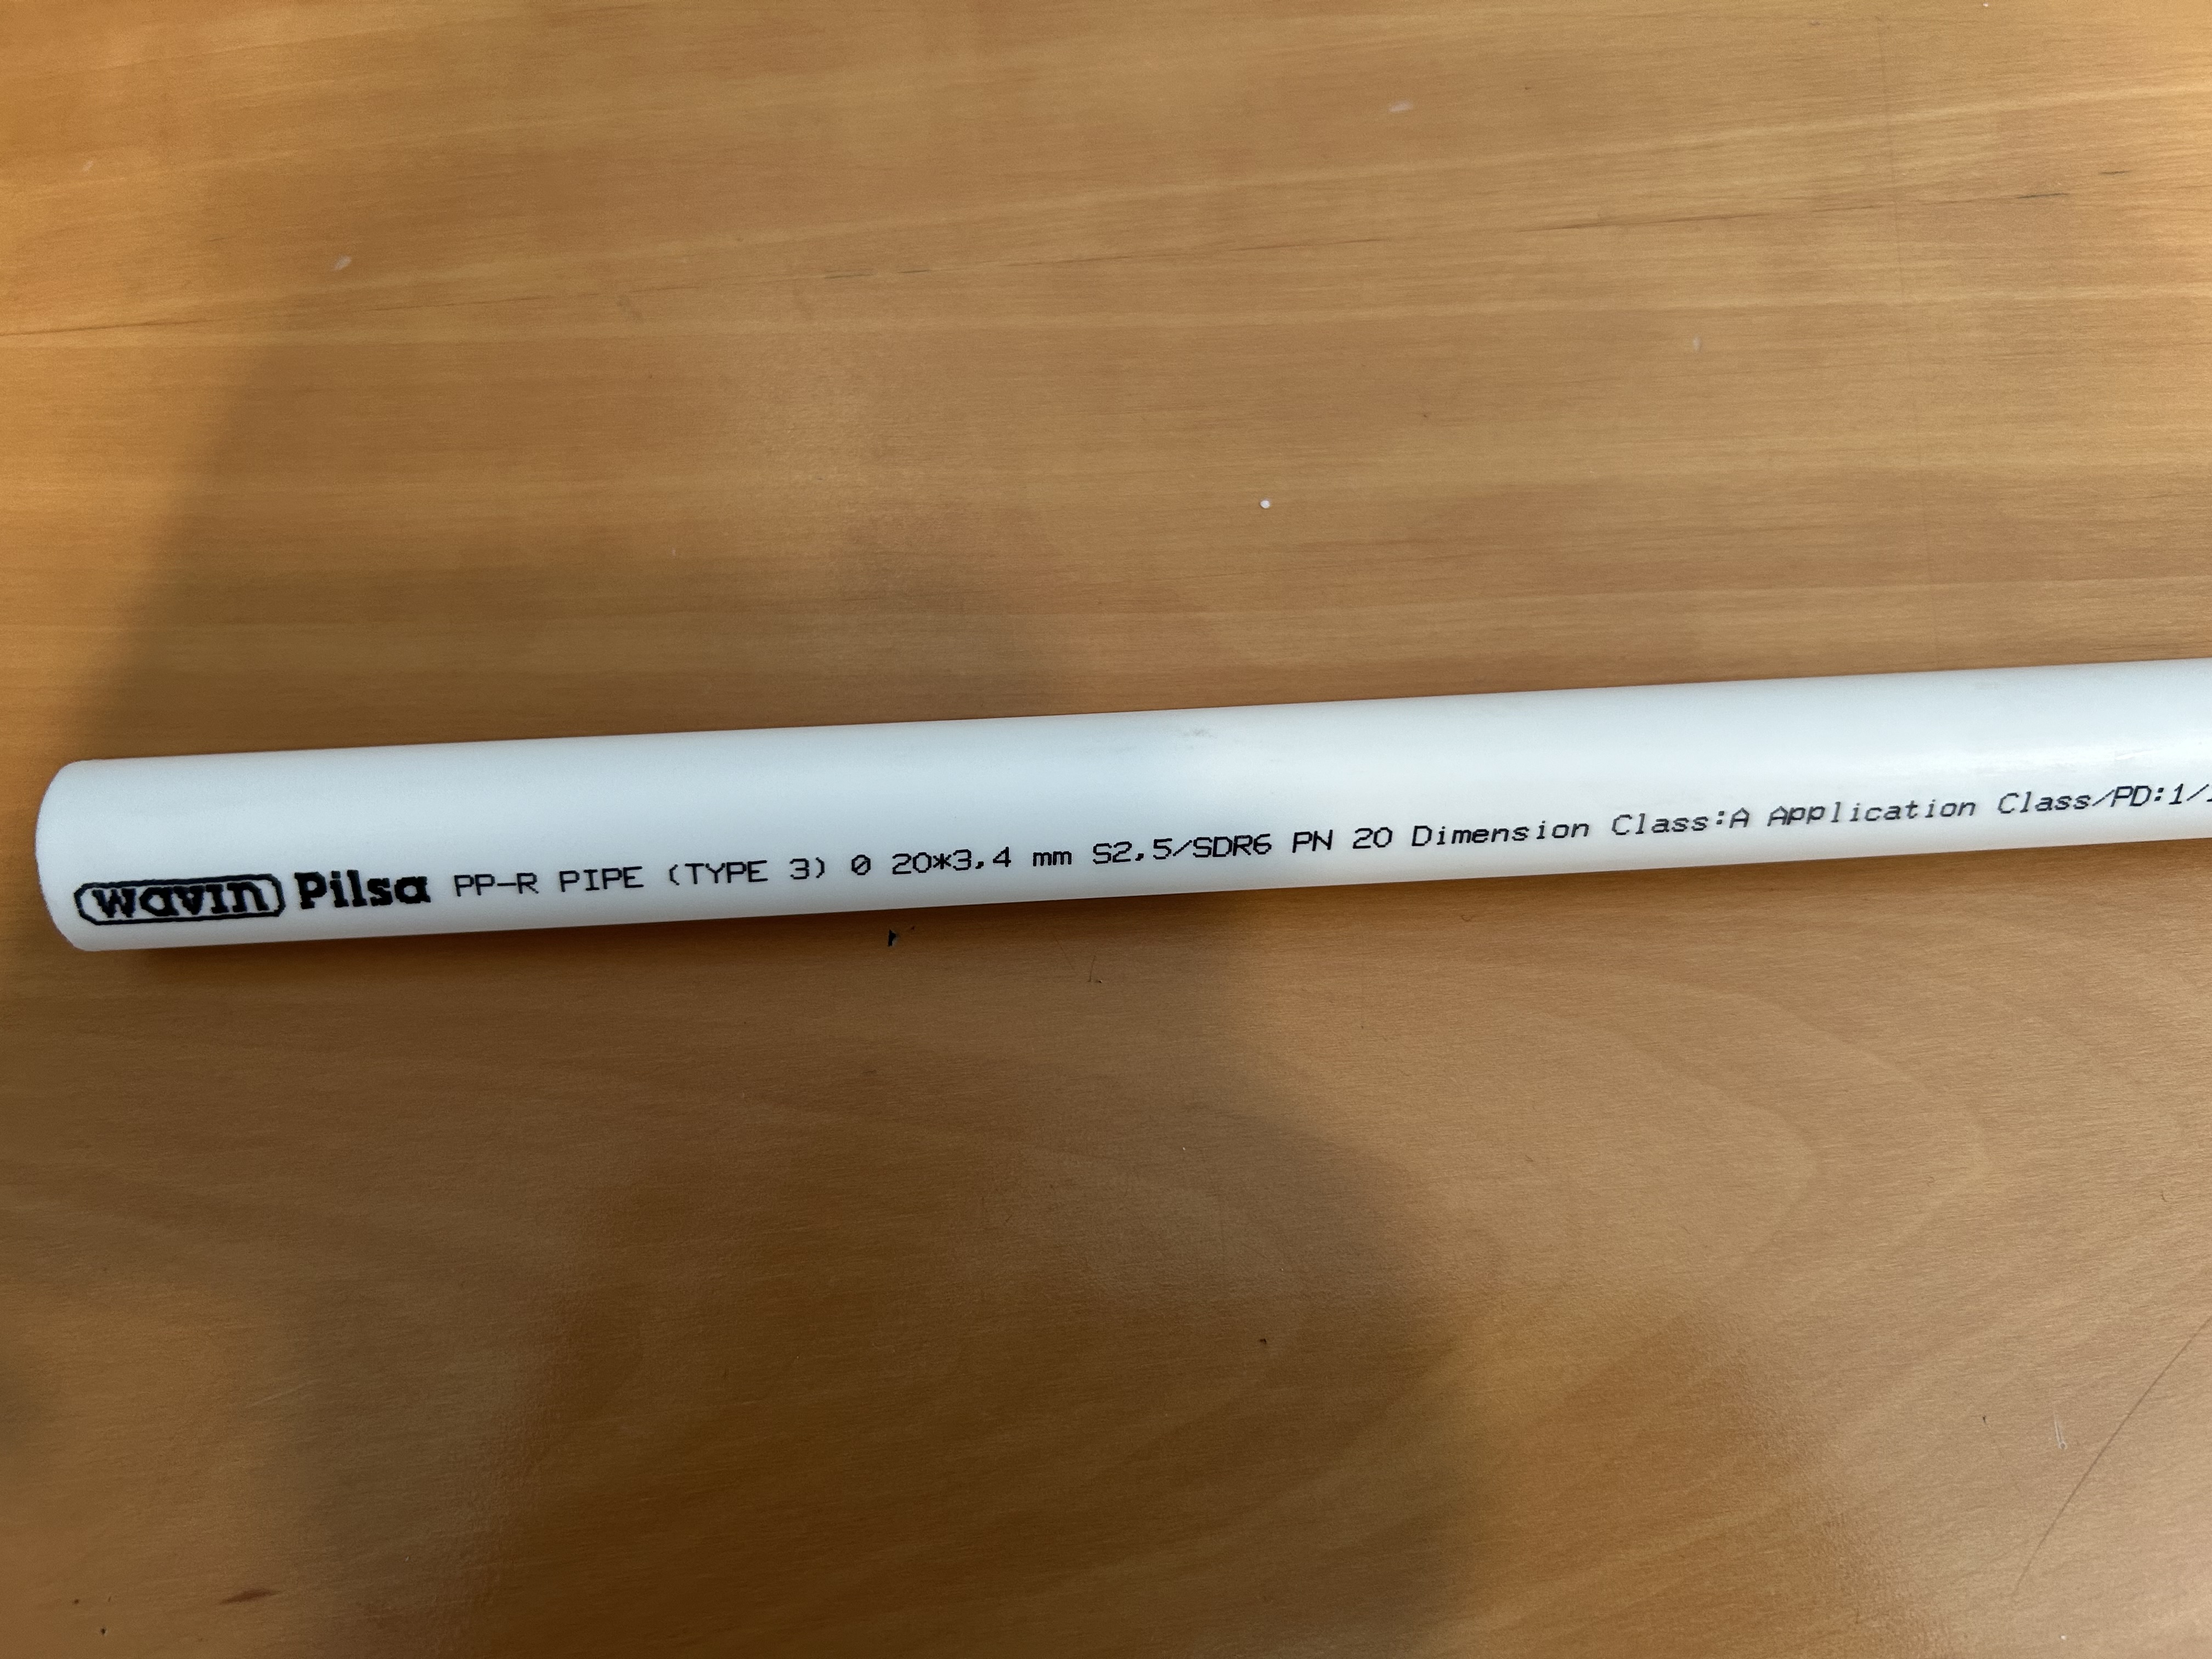 wavin Pilsa PP-R PIPE (TYPE 3) Ø 20*3,4 mm S2,5/SDR6 PN 20 Dimension Class:A Application Class/PD:1/